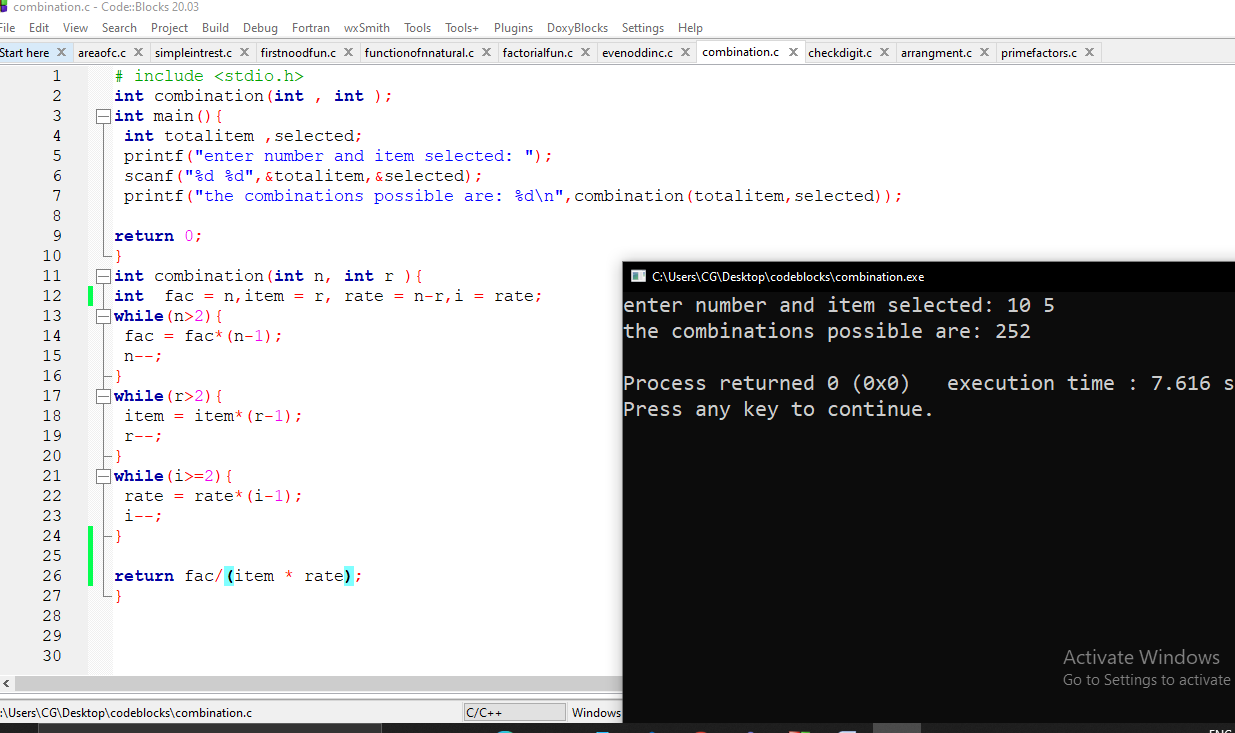 combination.c - Code::Blocks 20.03
File Edit View Search Project Build Debug Fortran wxSmith Tools Tools+ Plugins DoxyBlocks Settings Help
Start here areaofc.c simpleintrest.c firstnoodfun.c functionofnnatural.c factorialfun.c evenoddinc.c combination.c checkdigit.c arrangment.c primefactors.c
1 # include <stdio.h>
2 int combination(int , int );
3 int main(){
4 int totalitem ,selected;
5 printf("enter number and item selected: ");
6 scanf("%d %d",&totalitem,&selected);
7 printf("the combinations possible are: %d\n",combination(totalitem,selected));
8
9 return 0;
10 }
11 int combination(int n, int r ){
12 int  fac = n,item = r, rate = n-r,i = rate;
13 while(n>2){
14 fac = fac*(n-1);
15 n--;
16 }
17 while(r>2){
18 item = item*(r-1);
19 r--;
20 }
21 while(i>=2){
22 rate = rate*(i-1);
23 i--;
24 }
25
26 return fac/(item * rate);
27 }
28
29
30
C:\Users\CG\Desktop\codeblocks\combination.exe
enter number and item selected: 10 5
the combinations possible are: 252
Process returned 0 (0x0)   execution time : 7.616 s
Press any key to continue.
Activate Windows
Go to Settings to activate
:\Users\CG\Desktop\codeblocks\combination.c C/C++ Windows
ENG